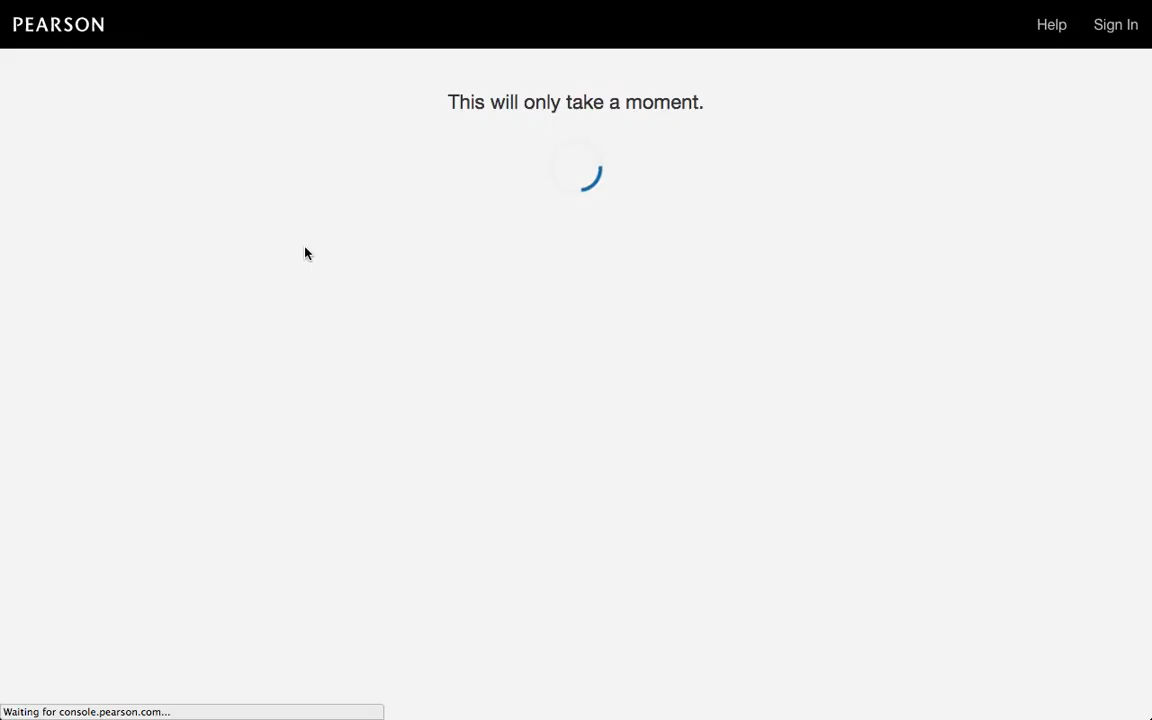 PEARSON
Help
Sign In
This will only take a moment.
Waiting for console.pearson.com...